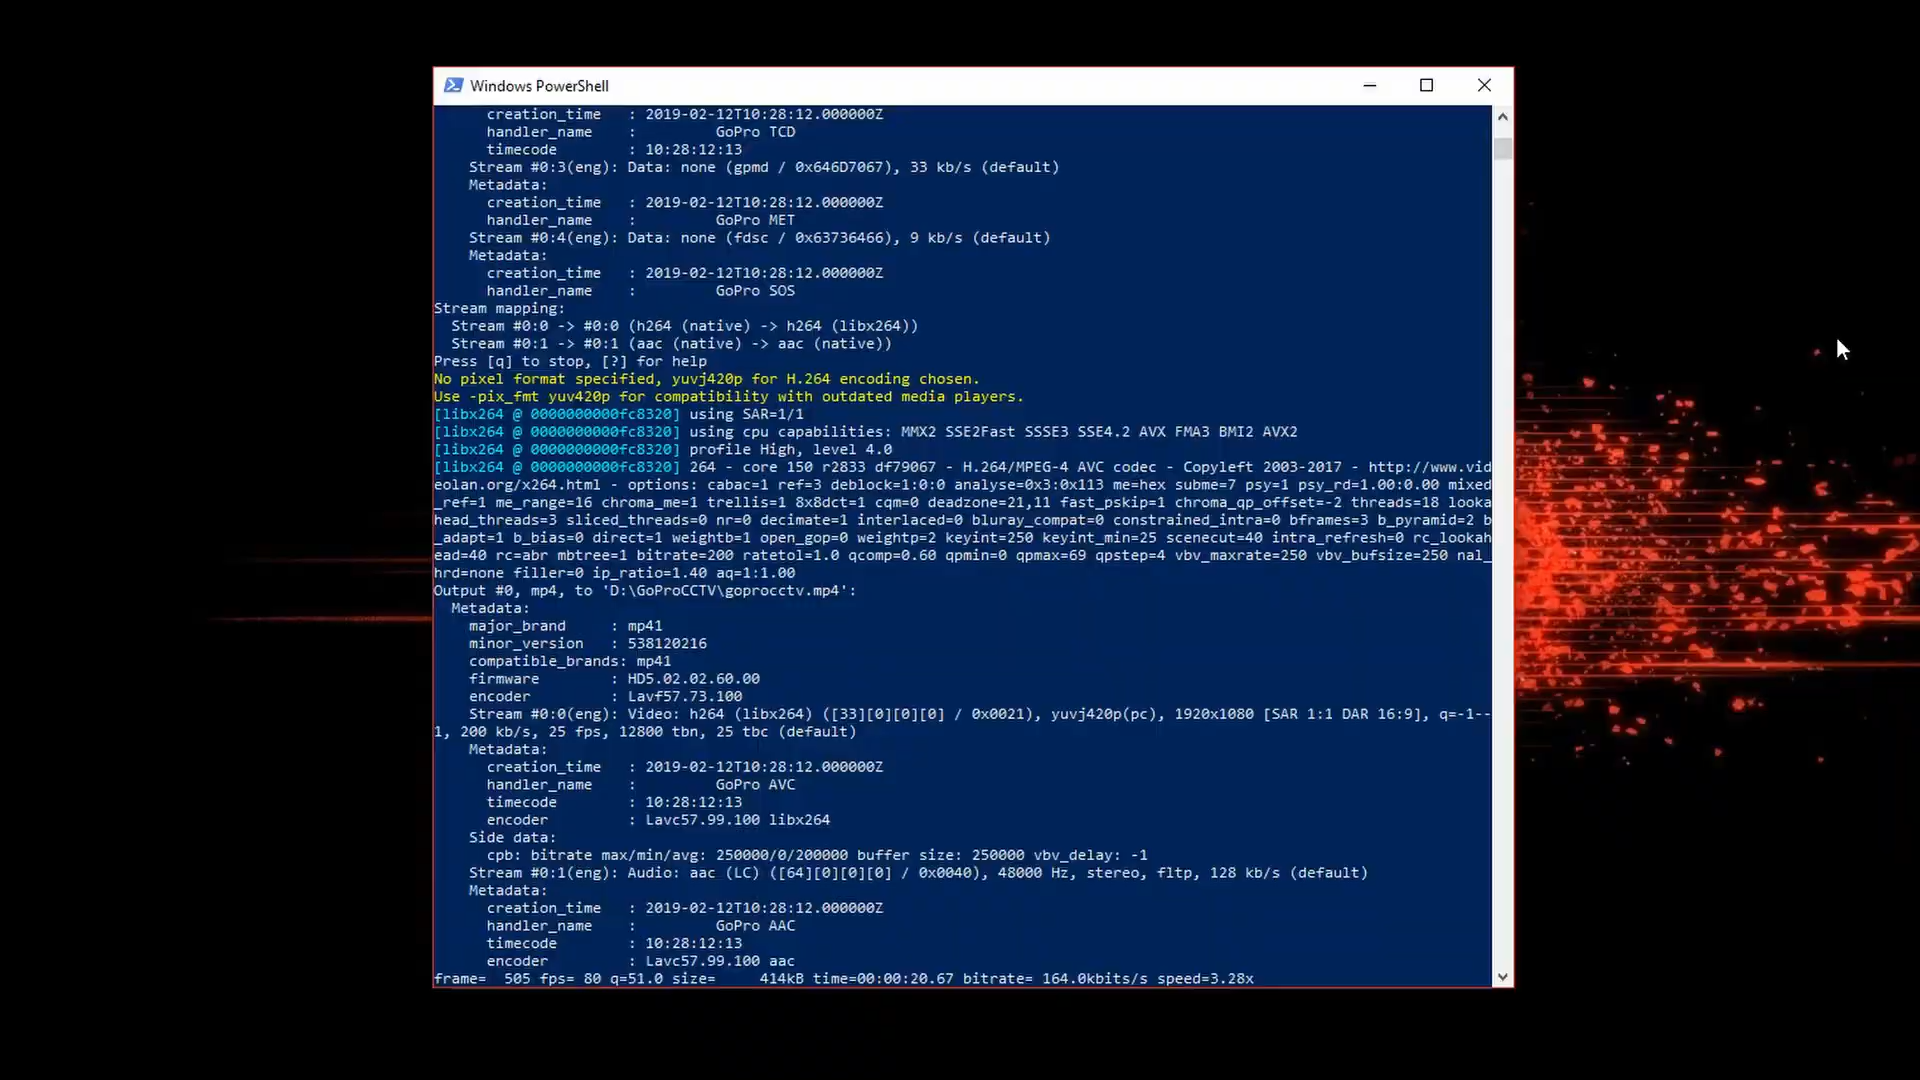 Windows PowerShell
creation_time   : 2019-02-12T10:28:12.000000Z
handler_name    :         GoPro TCD
timecode        : 10:28:12:13
Stream #0:3(eng): Data: none (gpmd / 0x646D7067), 33 kb/s (default)
Metadata:
creation_time   : 2019-02-12T10:28:12.000000Z
handler_name    :         GoPro MET
Stream #0:4(eng): Data: none (fdsc / 0x63736466), 9 kb/s (default)
Metadata:
creation_time   : 2019-02-12T10:28:12.000000Z
handler_name    :         GoPro SOS
Stream mapping:
Stream #0:0 -> #0:0 (h264 (native) -> h264 (libx264))
Stream #0:1 -> #0:1 (aac (native) -> aac (native))
Press [q] to stop, [?] for help
No pixel format specified, yuvj420p for H.264 encoding chosen.
Use -pix_fmt yuv420p for compatibility with outdated media players.
[libx264 @ 0000000000fc8320] using SAR=1/1
[libx264 @ 0000000000fc8320] using cpu capabilities: MMX2 SSE2Fast SSSE3 SSE4.2 AVX FMA3 BMI2 AVX2
[libx264 @ 0000000000fc8320] profile High, level 4.0
[libx264 @ 0000000000fc8320] 264 - core 150 r2833 df79067 - H.264/MPEG-4 AVC codec - Copyleft 2003-2017 - http://www.vid
eolan.org/x264.html - options: cabac=1 ref=3 deblock=1:0:0 analyse=0x3:0x113 me=hex subme=7 psy=1 psy_rd=1.00:0.00 mixed
_ref=1 me_range=16 chroma_me=1 trellis=1 8x8dct=1 cqm=0 deadzone=21,11 fast_pskip=1 chroma_qp_offset=-2 threads=18 looka
head_threads=3 sliced_threads=0 nr=0 decimate=1 interlaced=0 bluray_compat=0 constrained_intra=0 bframes=3 b_pyramid=2 b
_adapt=1 b_bias=0 direct=1 weightb=1 open_gop=0 weightp=2 keyint=250 keyint_min=25 scenecut=40 intra_refresh=0 rc_lookah
ead=40 rc=abr mbtree=1 bitrate=200 ratetol=1.0 qcomp=0.60 qpmin=0 qpmax=69 qpstep=4 vbv_maxrate=250 vbv_bufsize=250 nal_
hrd=none filler=0 ip_ratio=1.40 aq=1:1.00
Output #0, mp4, to 'D:\GoProCCTV\goprocctv.mp4':
Metadata:
major_brand     : mp41
minor_version   : 538120216
compatible_brands: mp41
firmware        : HD5.02.02.60.00
encoder         : Lavf57.73.100
Stream #0:0(eng): Video: h264 (libx264) ([33][0][0][0] / 0x0021), yuvj420p(pc), 1920x1080 [SAR 1:1 DAR 16:9], q=-1--
1, 200 kb/s, 25 fps, 12800 tbn, 25 tbc (default)
Metadata:
creation_time   : 2019-02-12T10:28:12.000000Z
handler_name    :         GoPro AVC
timecode        : 10:28:12:13
encoder         : Lavc57.99.100 libx264
Side data:
cpb: bitrate max/min/avg: 250000/0/200000 buffer size: 250000 vbv_delay: -1
Stream #0:1(eng): Audio: aac (LC) ([64][0][0][0] / 0x0040), 48000 Hz, stereo, fltp, 128 kb/s (default)
Metadata:
creation_time   : 2019-02-12T10:28:12.000000Z
handler_name    :         GoPro AAC
timecode        : 10:28:12:13
encoder         : Lavc57.99.100 aac
frame=  505 fps= 80 q=51.0 size=     414kB time=00:00:20.67 bitrate= 164.0kbits/s speed=3.28x